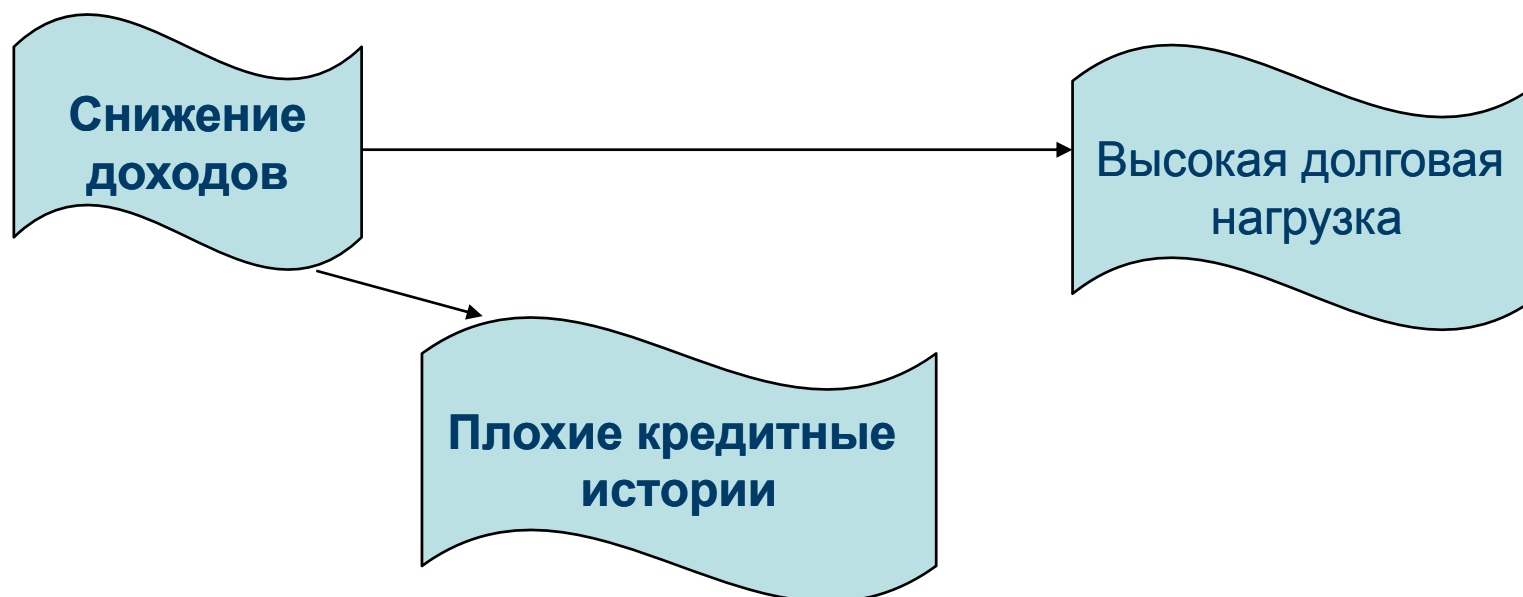 Снижение
доходов
Высокая долговая
нагрузка
Плохие кредитные
истории